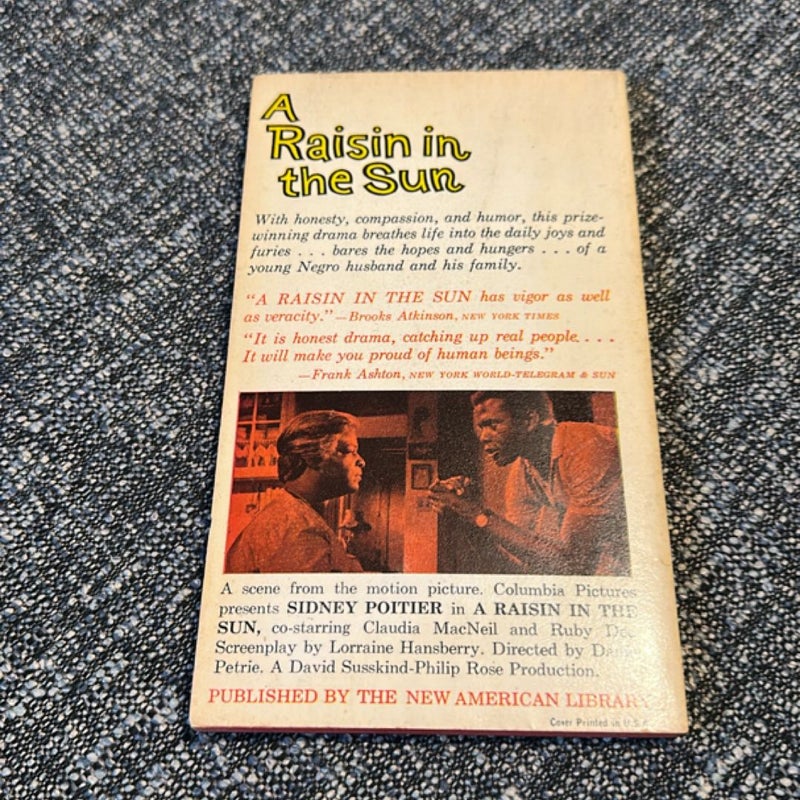 A
Raisin in
the Sun
With honesty, compassion, and humor, this prize-
winning drama breathes life into the daily joys and
furies . . . bares the hopes and hungers . . . of a
young Negro husband and his family.
"A RAISIN IN THE SUN has vigor as well
as veracity."—Brooks Atkinson, NEW YORK TIMES
"It is honest drama, catching up real people. . . .
It will make you proud of human beings."
—Frank Ashton, NEW YORK WORLD-TELEGRAM & SUN
A scene from the motion picture. Columbia Pictures
presents SIDNEY POITIER in A RAISIN IN THE
SUN, co-starring Claudia MacNeil and Ruby Dee.
Screenplay by Lorraine Hansberry. Directed by
Petrie. A David Susskind-Philip Rose Production.
PUBLISHED BY THE NEW AMERICAN LIBRARY
Cover Printed in U.S.A.